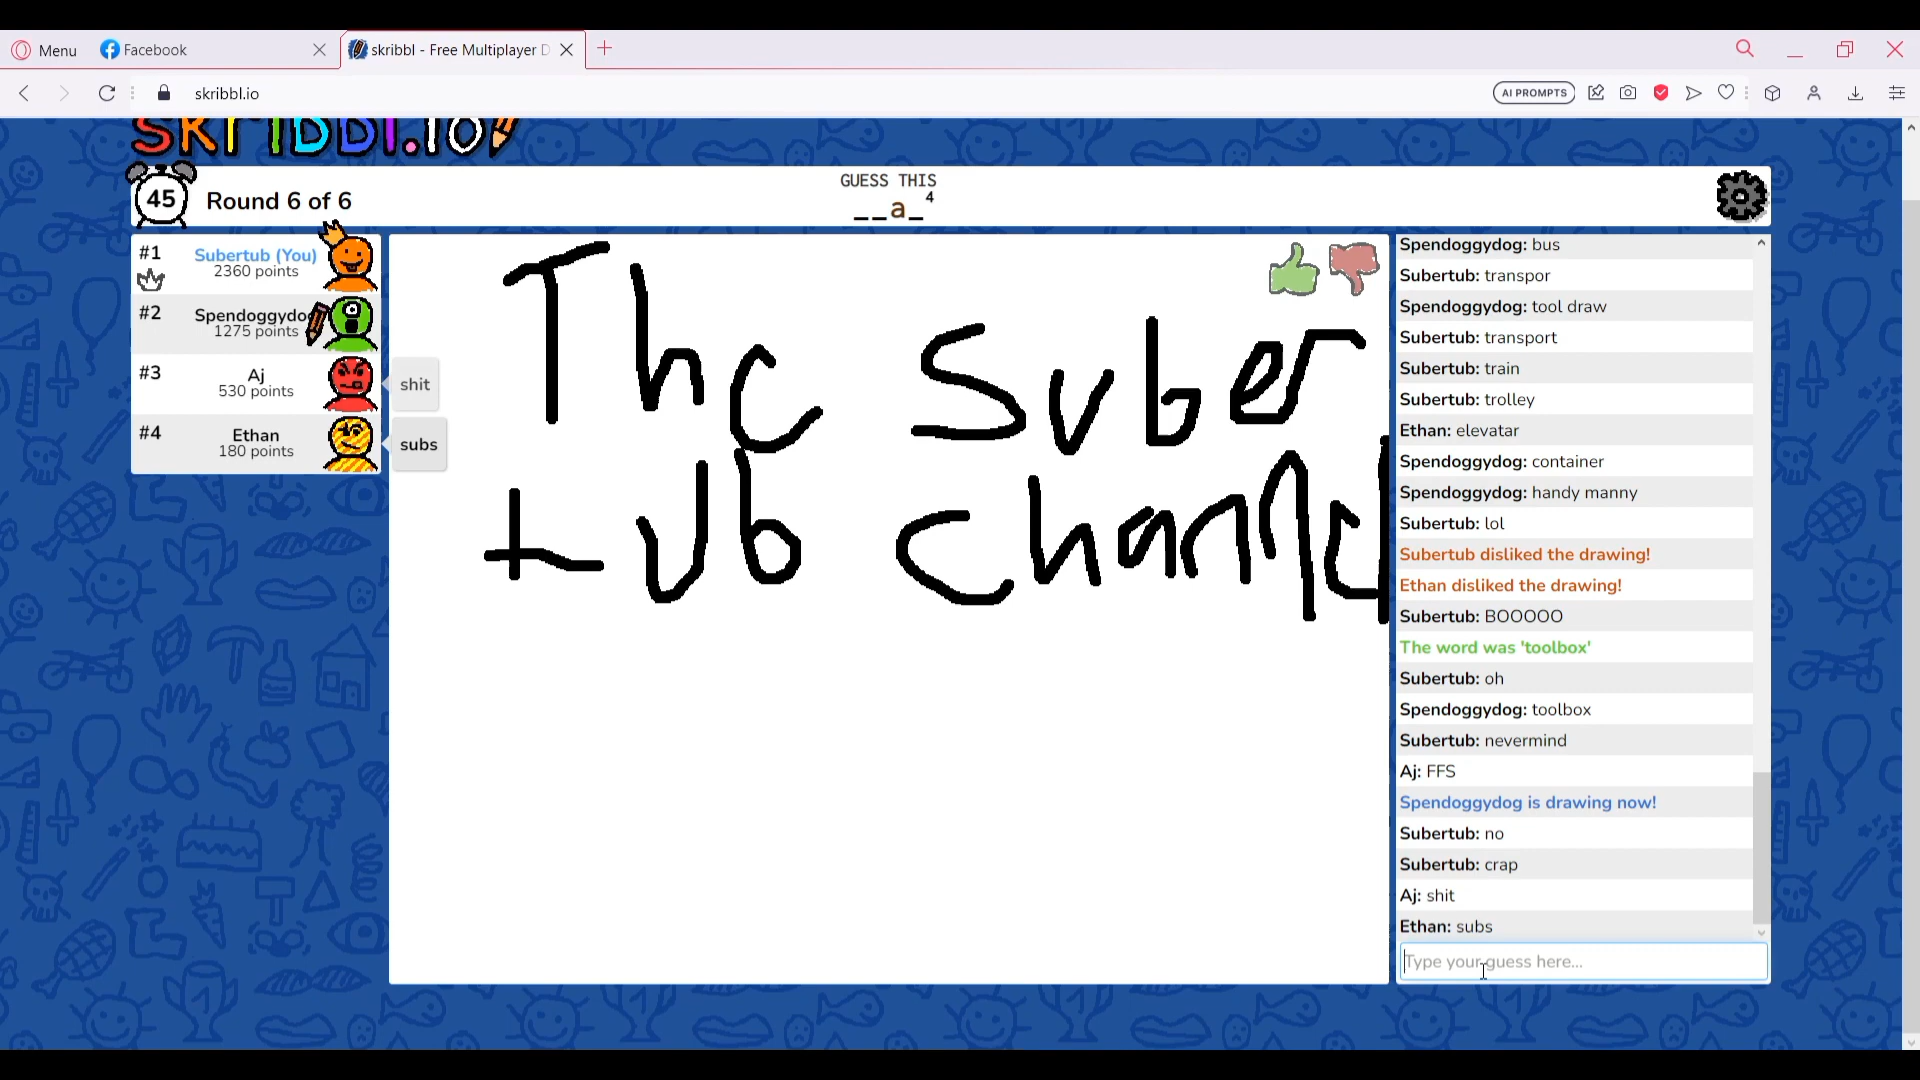 Menu
Facebook
skribbl - Free Multiplayer D
skribbl.io
AI PROMPTS
SKRIBBL.IO
45
Round 6 of 6
GUESS THIS
__a_ 4
#1
Subertub (You)
2360 points
#2
Spendoggydog
1275 points
#3
Aj
530 points
shit
#4
Ethan
180 points
subs
The Suber
tub channel
Spendoggydog: bus
Subertub: transpor
Spendoggydog: tool draw
Subertub: transport
Subertub: train
Subertub: trolley
Ethan: elevatar
Spendoggydog: container
Spendoggydog: handy manny
Subertub: lol
Subertub disliked the drawing!
Ethan disliked the drawing!
Subertub: BOOOOO
The word was 'toolbox'
Subertub: oh
Spendoggydog: toolbox
Subertub: nevermind
Aj: FFS
Spendoggydog is drawing now!
Subertub: no
Subertub: crap
Aj: shit
Ethan: subs
Type your guess here...